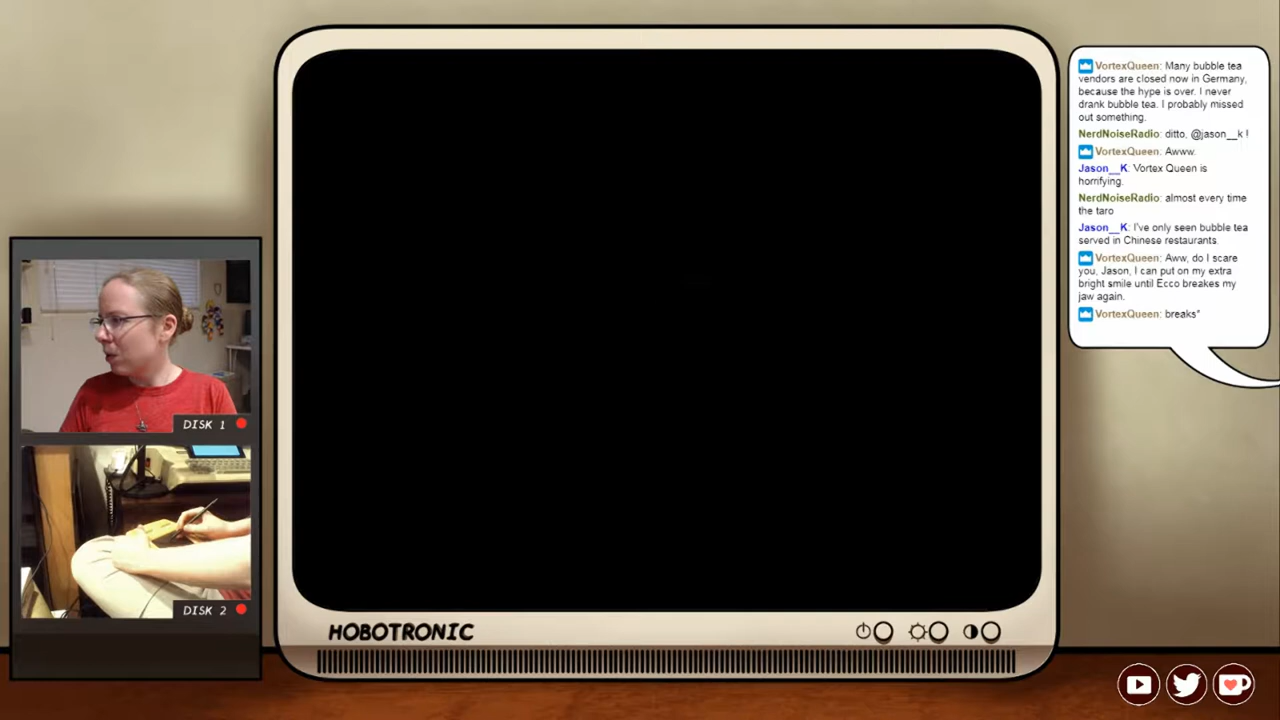 VortexQueen: Many bubble tea
vendors are closed now in Germany,
because the hype is over. I never
drank bubble tea. I probably missed
out something.
NerdNoiseRadio: ditto, @jason__k !
VortexQueen: Awww.
Jason__K: Vortex Queen is
horrifying.
NerdNoiseRadio: almost every time
the taro
Jason__K: I've only seen bubble tea
served in Chinese restaurants.
VortexQueen: Aww, do I scare
you, Jason, I can put on my extra
bright smile until Ecco breakes my
jaw again.
VortexQueen: breaks*
DISK 1
DISK 2
HOBOTRONIC